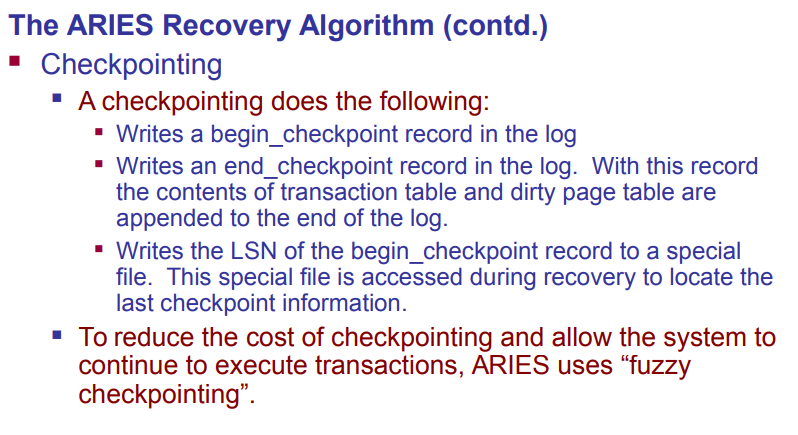 The ARIES Recovery Algorithm (contd.)
Checkpointing
A checkpointing does the following:
Writes a begin_checkpoint record in the log
Writes an end_checkpoint record in the log. With this record
the contents of transaction table and dirty page table are
appended to the end of the log.
Writes the LSN of the begin_checkpoint record to a special
file. This special file is accessed during recovery to locate the
last checkpoint information.
To reduce the cost of checkpointing and allow the system to
continue to execute transactions, ARIES uses “fuzzy
checkpointing”.